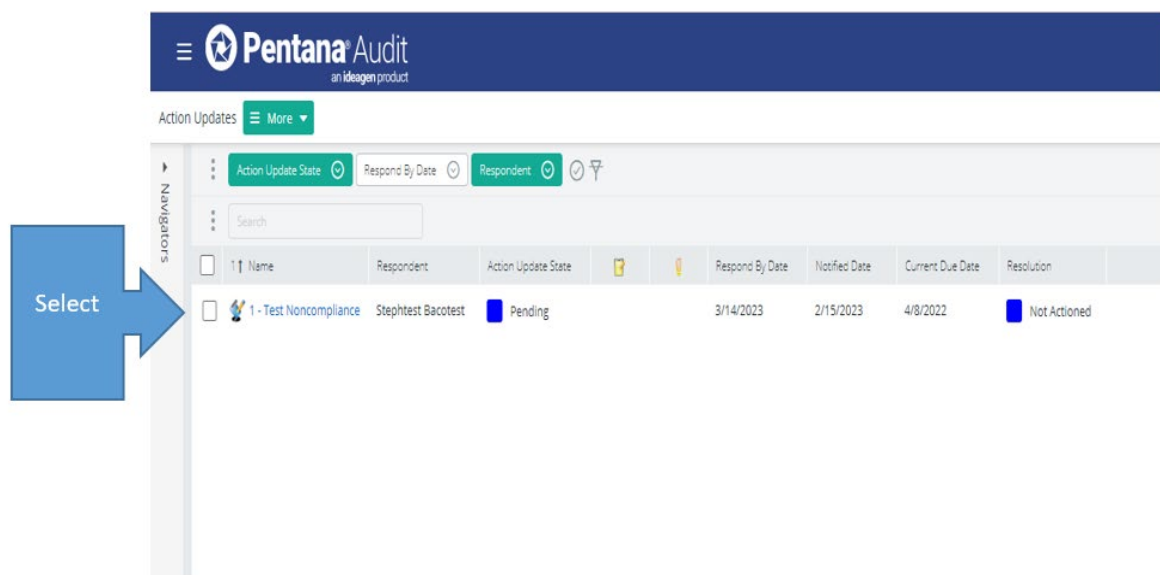 Pentana® Audit
an ideagen product
Action Updates More
Action Update State Respond By Date Respondent
Navigators
Search
1 Name Respondent Action Update State Respond By Date Notified Date Current Due Date Resolution
Select
1 - Test Noncompliance Stephtest Bacotest Pending 3/14/2023 2/15/2023 4/8/2022 Not Actioned